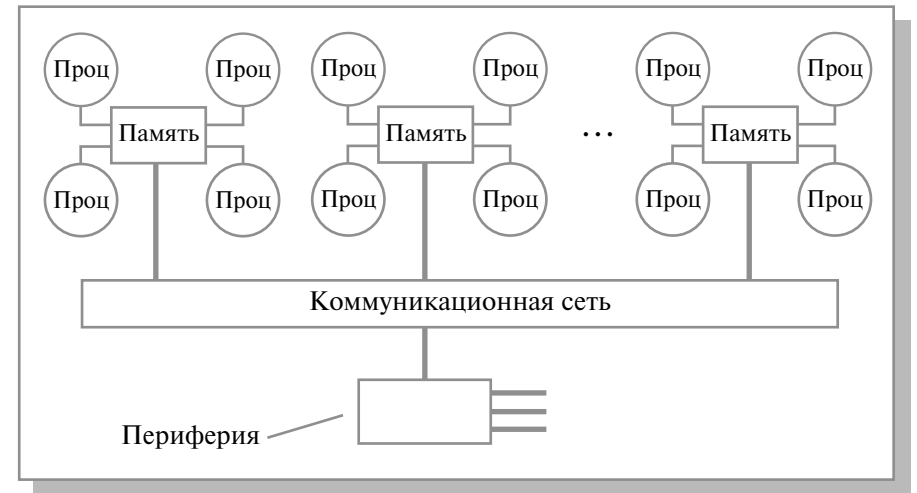 Проц Проц Проц Проц Проц Проц
Память Память ... Память
Проц Проц Проц Проц Проц Проц
Коммуникационная сеть
Периферия